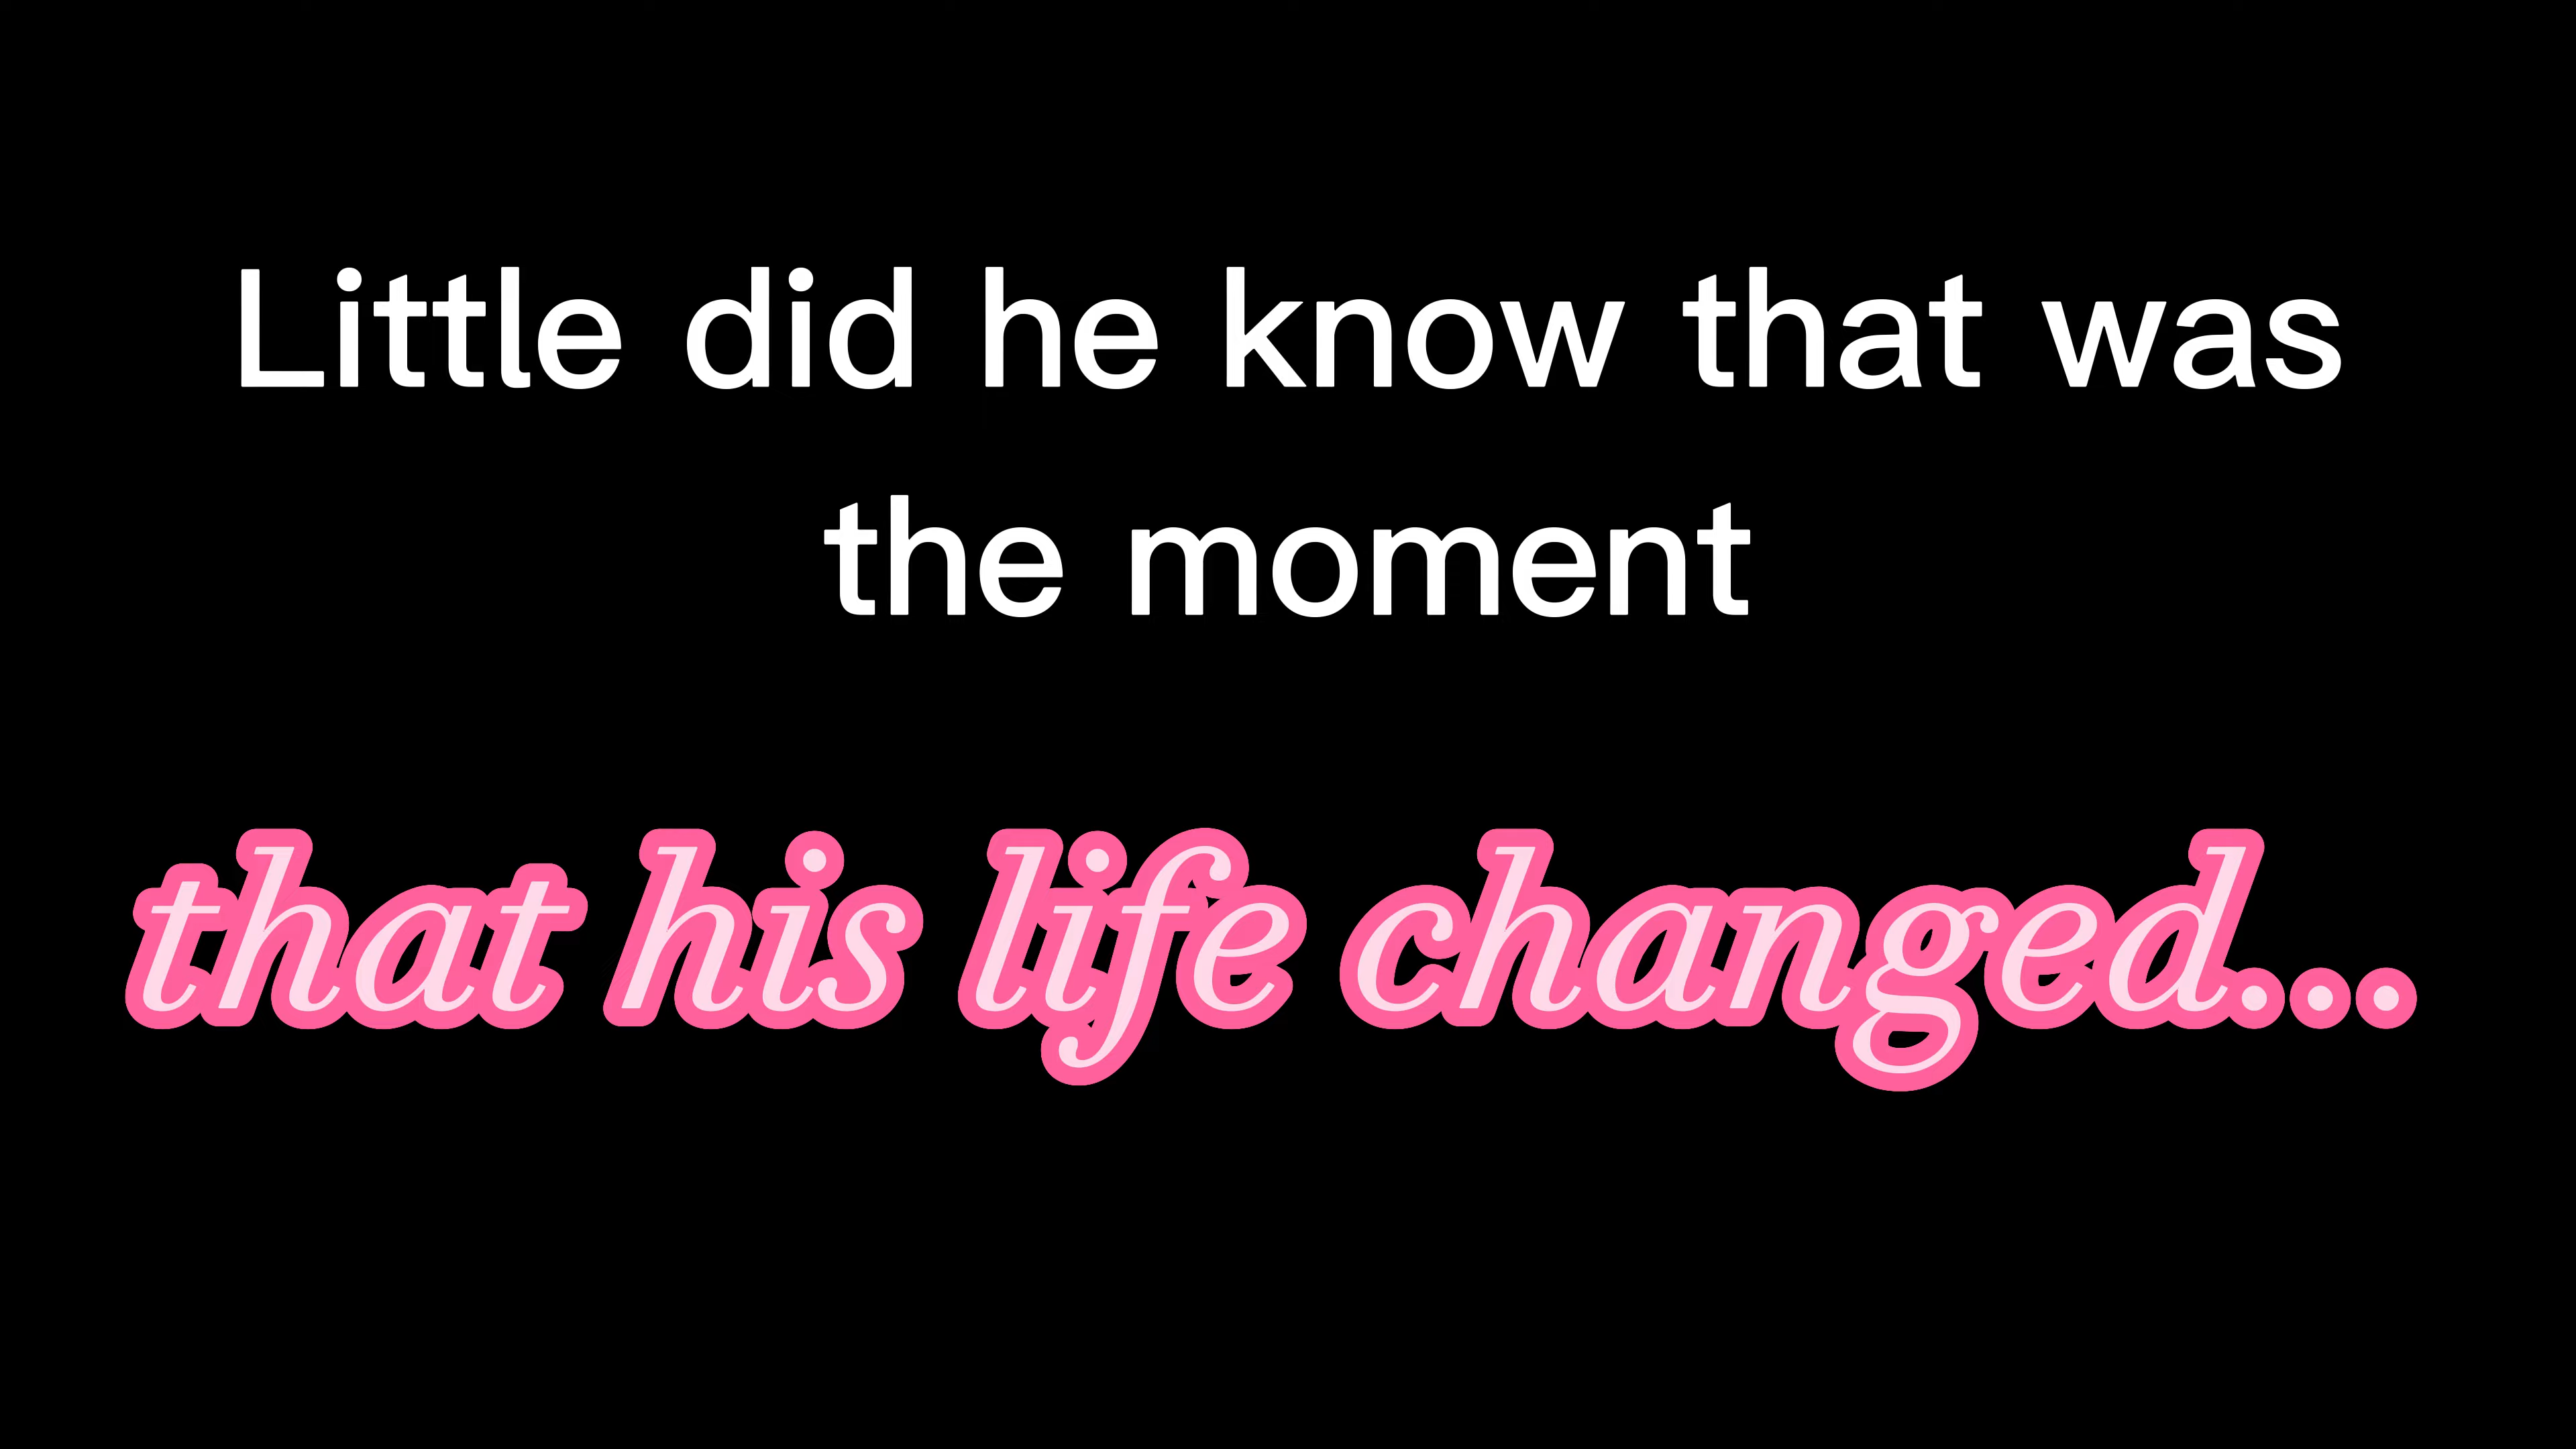 Little did he know that was
the moment
that his life changed...